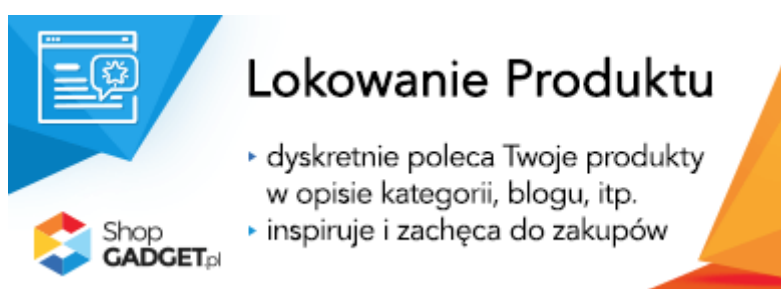 Lokowanie Produktu
dyskretnie poleca Twoje produkty
w opisie kategorii, blogu, itp.
inspiruje i zachęca do zakupów
Shop
GADGET.pl